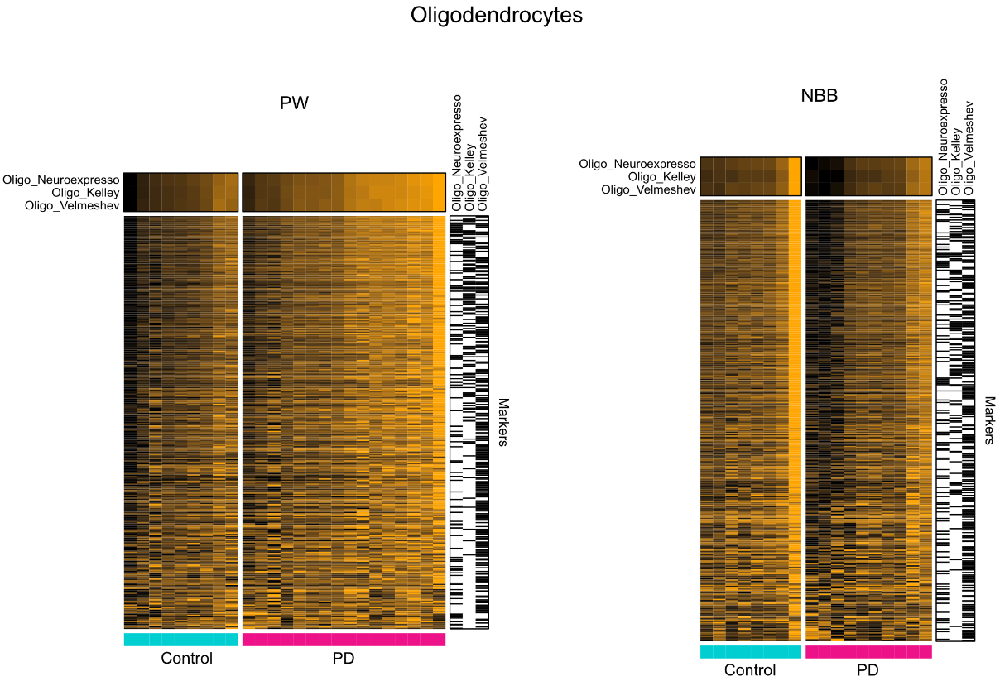 Oligodendrocytes
PW
Oligo_Neuroexpresso
Oligo_Kelley
Oligo_Velmeshev
Oligo_Neuroexpresso
Oligo_Kelley
Oligo_Velmeshev
Markers
Control
PD
NBB
Oligo_Neuroexpresso
Oligo_Kelley
Oligo_Velmeshev
Oligo_Neuroexpresso
Oligo_Kelley
Oligo_Velmeshev
Markers
Control
PD